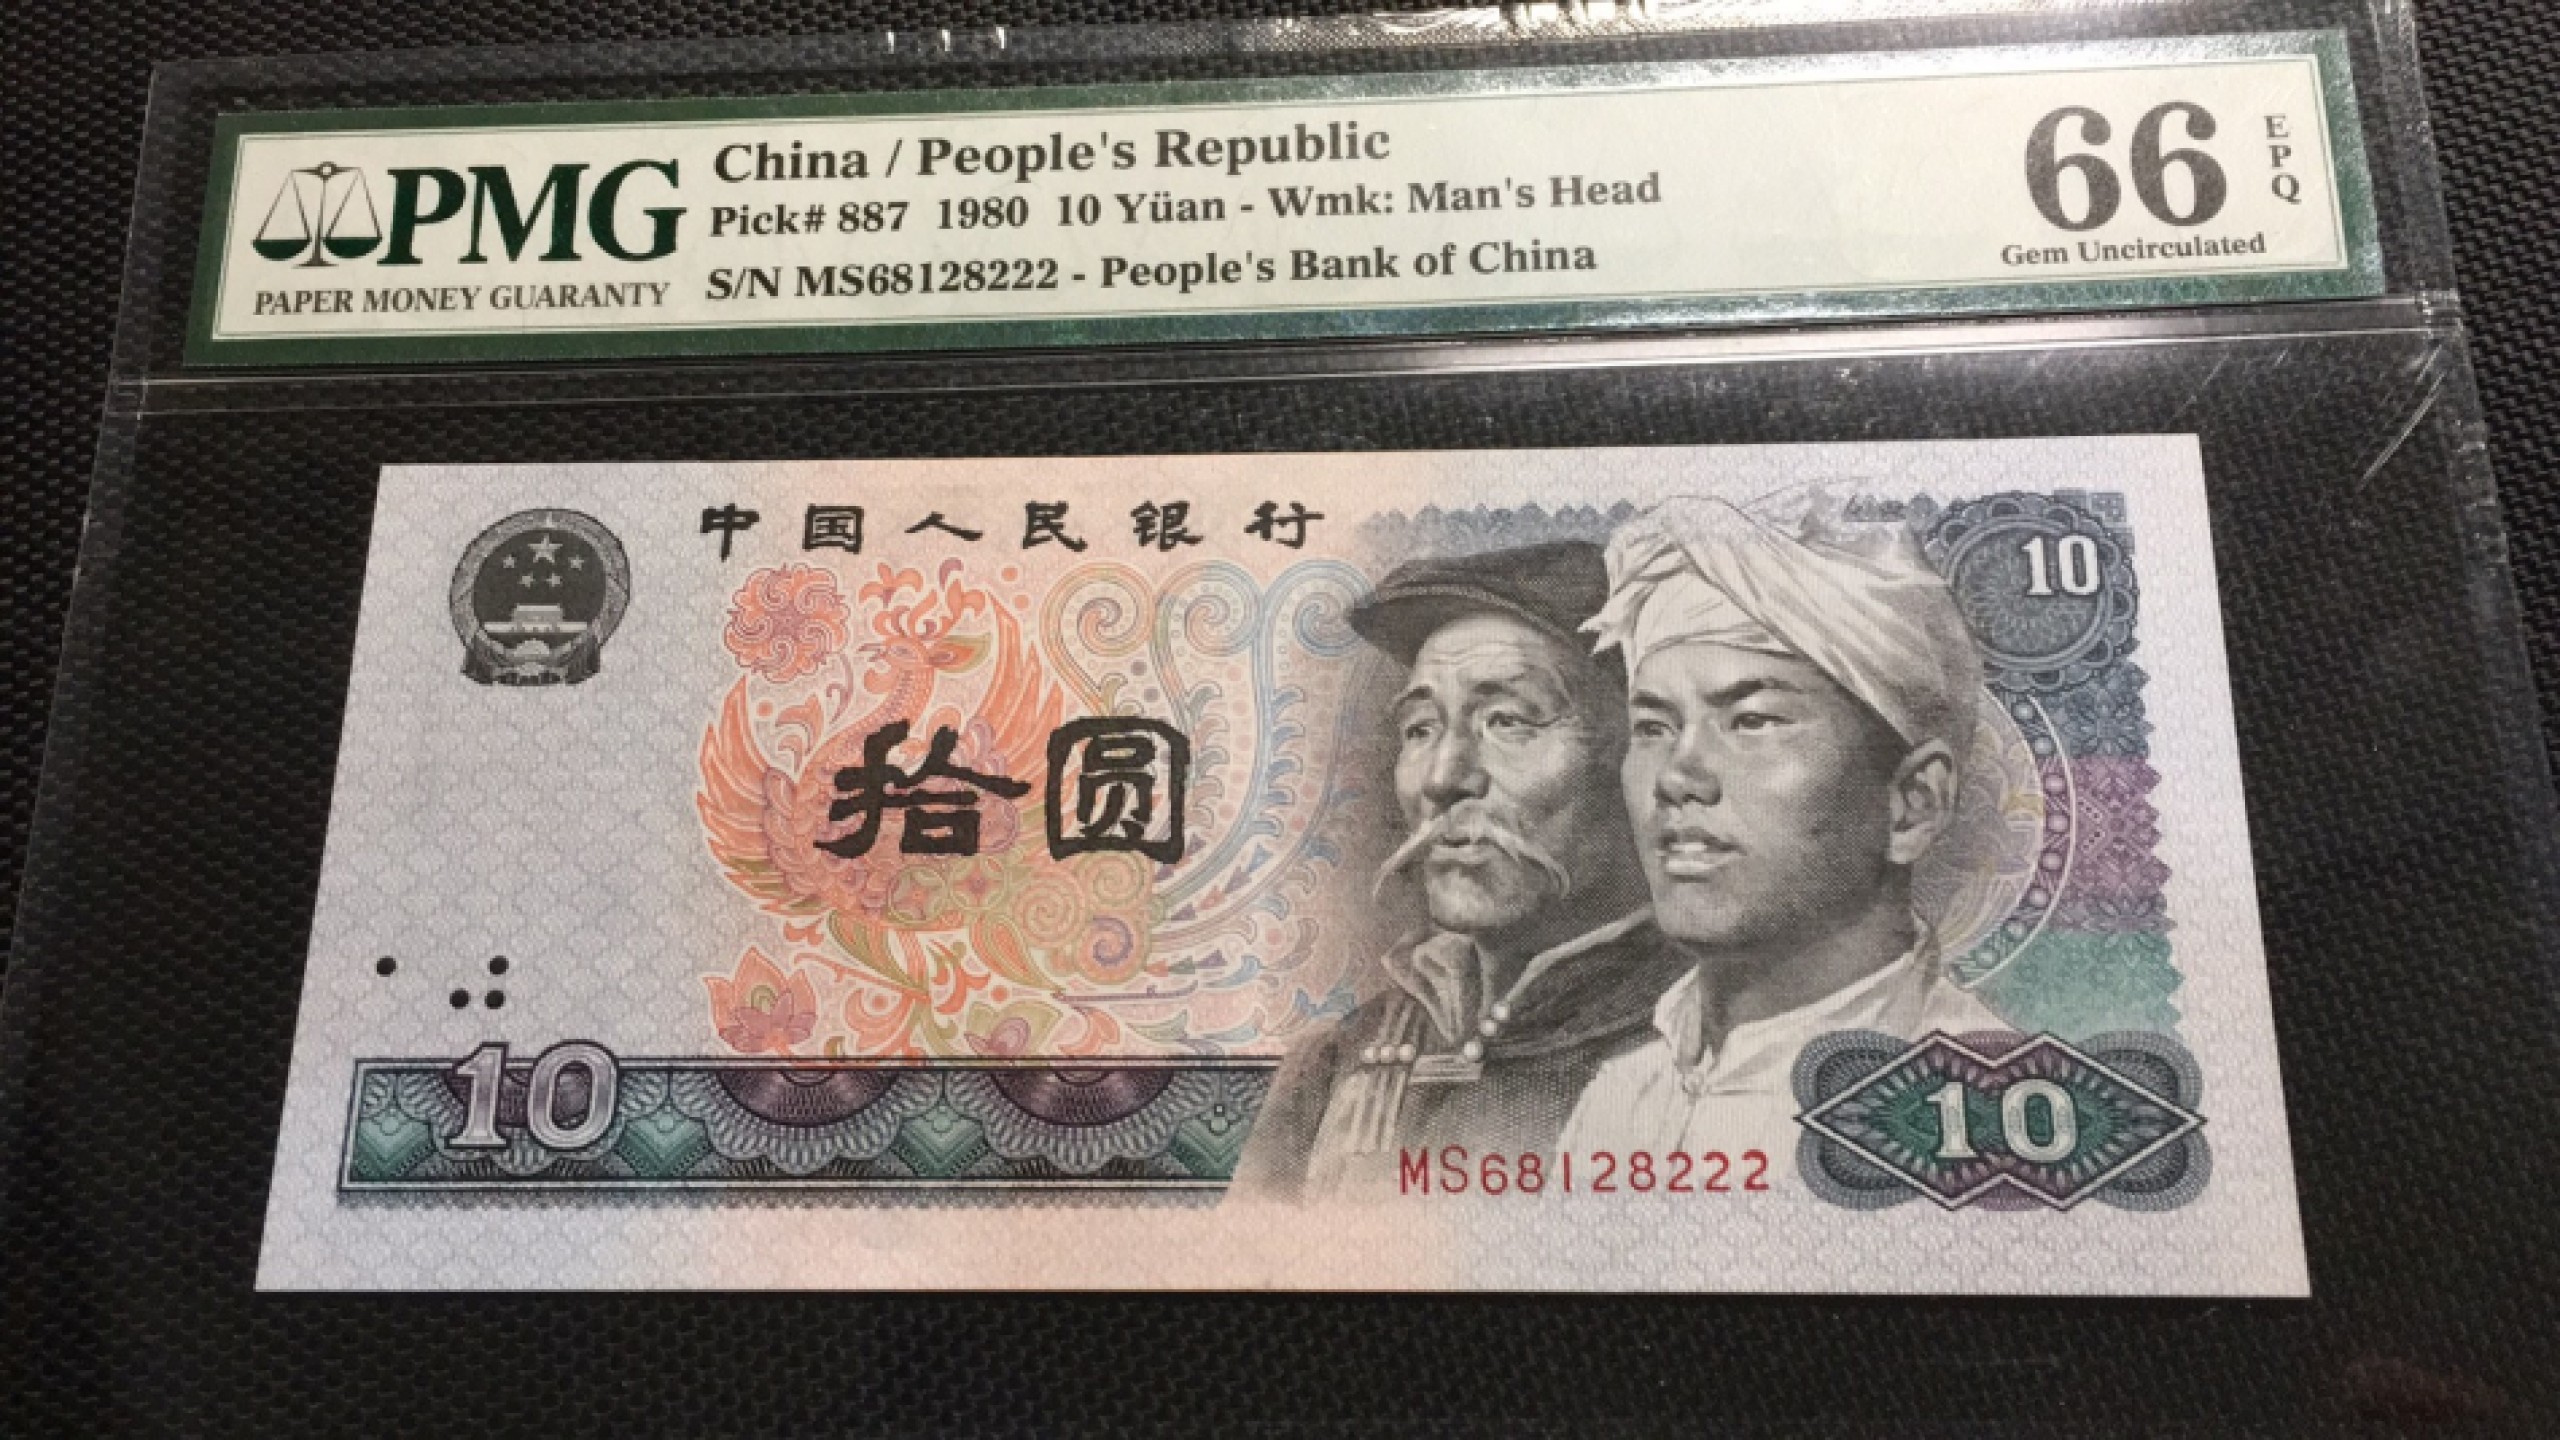 PMG
PAPER MONEY GUARANTY
China / People's Republic
Pick# 887 1980 10 Yüan - Wmk: Man's Head
S/N MS68128222 - People's Bank of China
66
EPQ
Gem Uncirculated
中国人民银行
10
拾圆
10
10
MS68128222